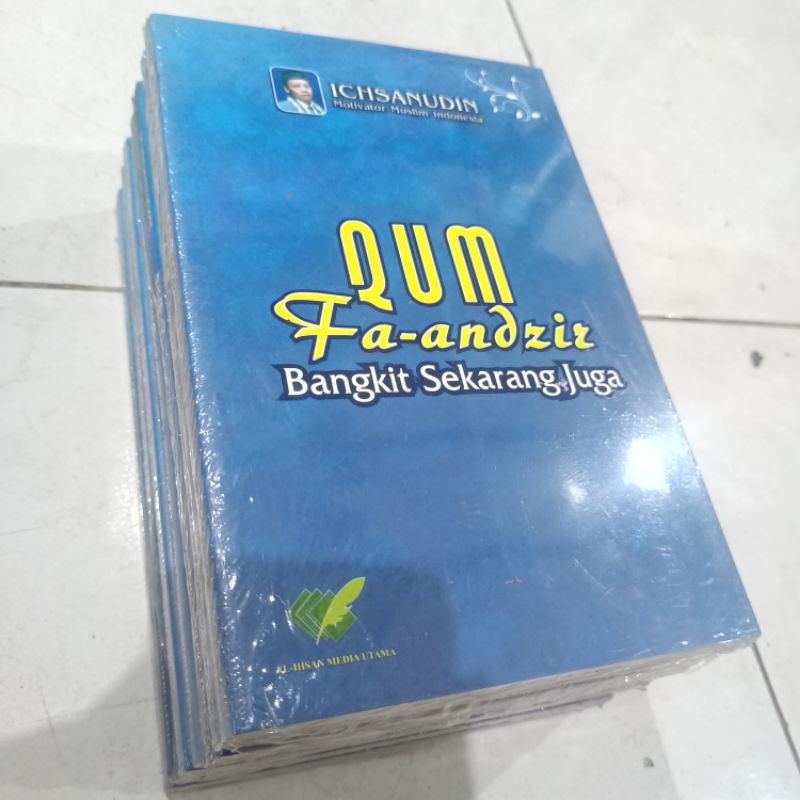 ICHSANUDIN
Motivator Muslim Indonesia
QUM
Fa-andzir
Bangkit Sekarang Juga
AL-IHSAN MEDIA UTAMA